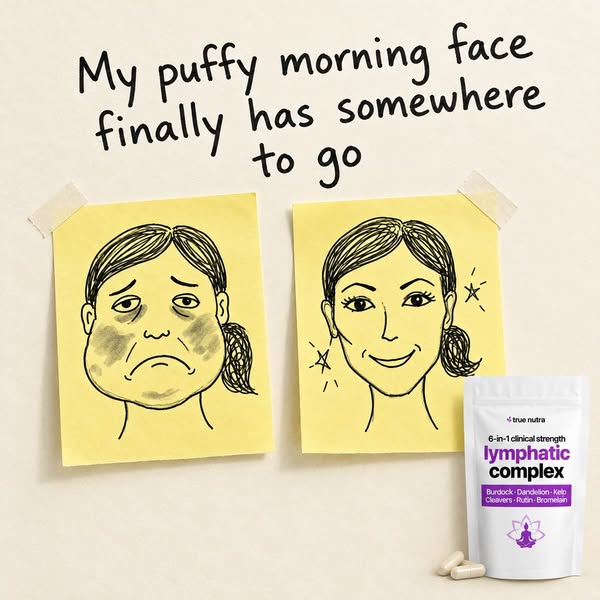 My puffy morning face
finally has somewhere
to go
true nutra
6-in-1 clinical strength
lymphatic
complex
Burdock · Dandelion · Kelp
Cleavers · Rutin · Bromelain